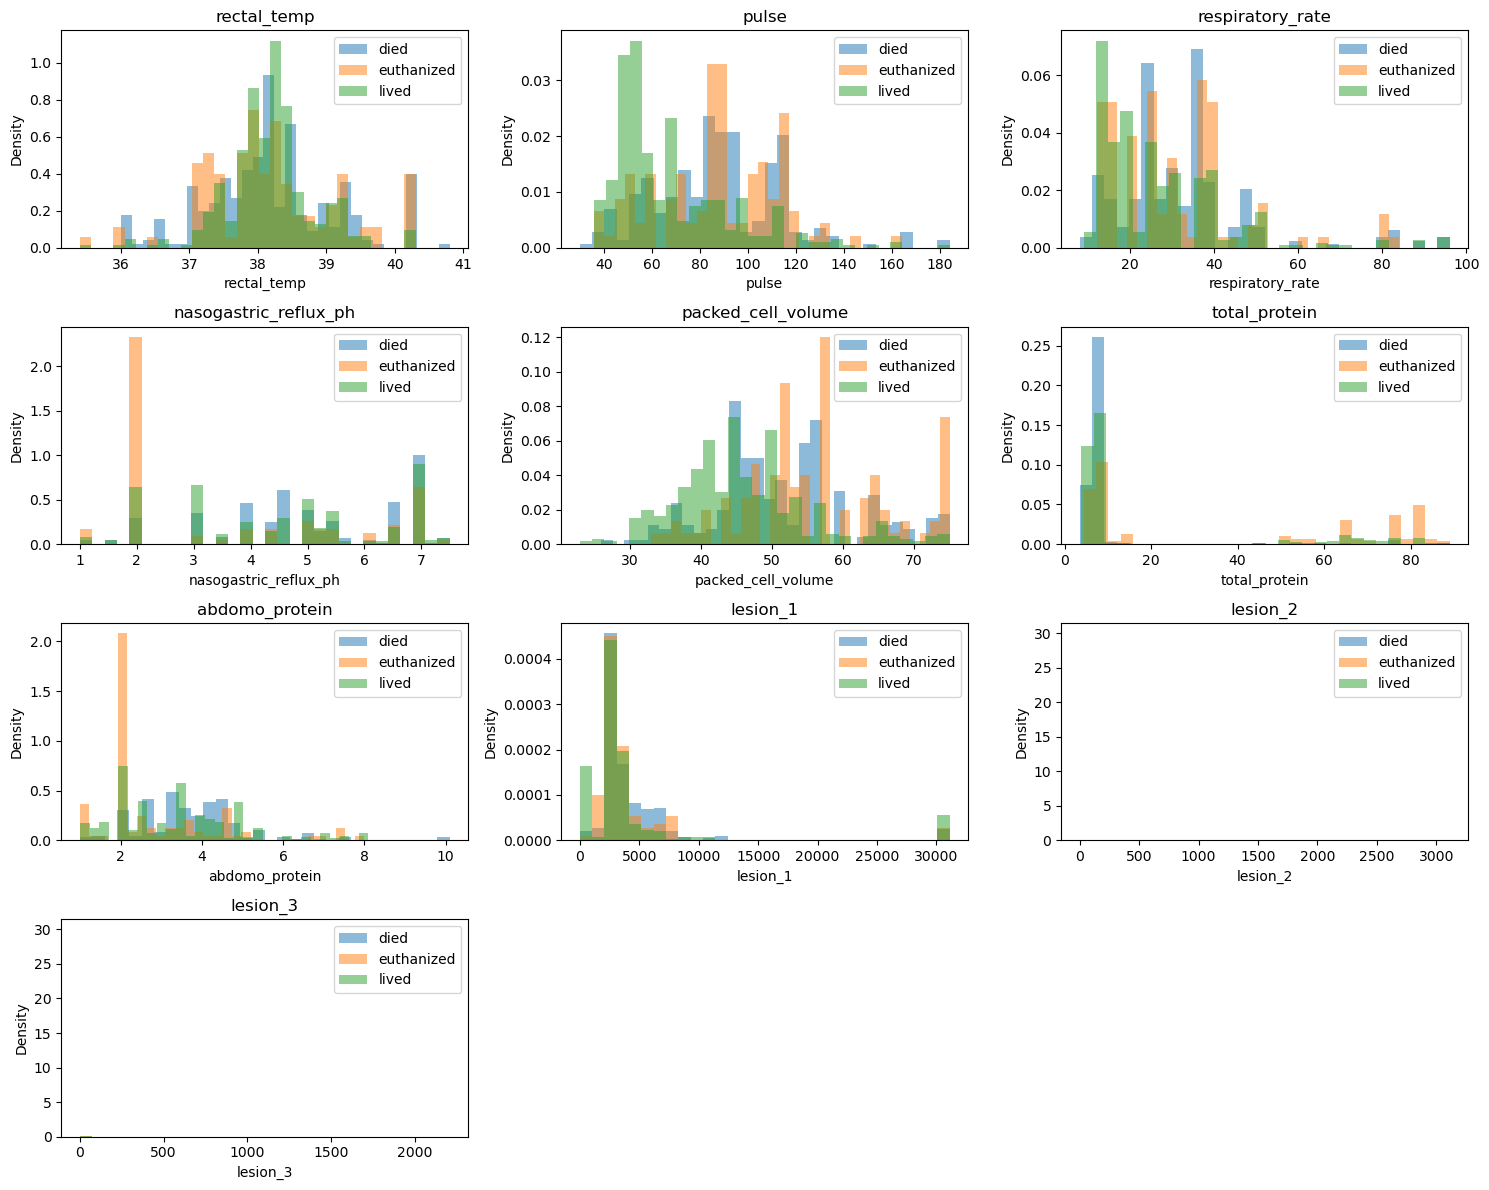 rectal_temp
died
euthanized
lived
Density
0.0
0.2
0.4
0.6
0.8
1.0
36
37
38
39
40
41
rectal_temp
pulse
died
euthanized
lived
Density
0.00
0.01
0.02
0.03
40
60
80
100
120
140
160
180
pulse
respiratory_rate
died
euthanized
lived
Density
0.00
0.02
0.04
0.06
20
40
60
80
100
respiratory_rate
nasogastric_reflux_ph
died
euthanized
lived
Density
0.0
0.5
1.0
1.5
2.0
1
2
3
4
5
6
7
nasogastric_reflux_ph
packed_cell_volume
died
euthanized
lived
Density
0.00
0.02
0.04
0.06
0.08
0.10
0.12
30
40
50
60
70
packed_cell_volume
total_protein
died
euthanized
lived
Density
0.00
0.05
0.10
0.15
0.20
0.25
0
20
40
60
80
total_protein
abdomo_protein
died
euthanized
lived
Density
0.0
0.5
1.0
1.5
2.0
2
4
6
8
10
abdomo_protein
lesion_1
died
euthanized
lived
Density
0.0000
0.0001
0.0002
0.0003
0.0004
0
5000
10000
15000
20000
25000
30000
lesion_1
lesion_2
died
euthanized
lived
Density
0
5
10
15
20
25
30
0
500
1000
1500
2000
2500
3000
lesion_2
lesion_3
died
euthanized
lived
Density
0
5
10
15
20
25
30
0
500
1000
1500
2000
lesion_3